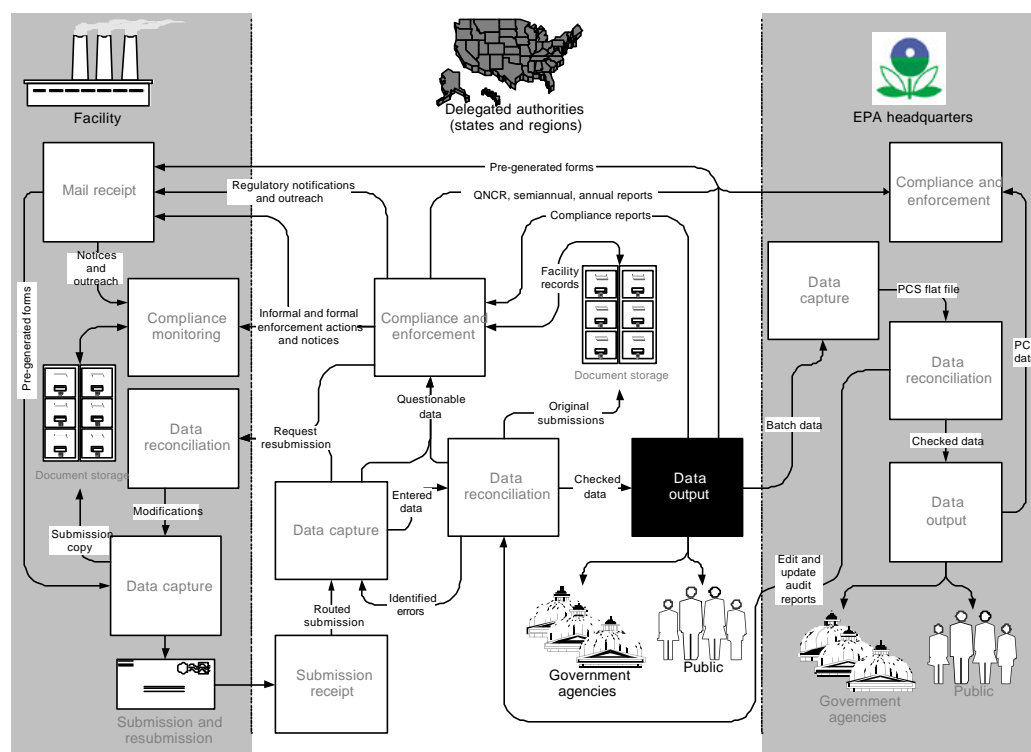 Facility
Delegated authorities
(states and regions)
EPA headquarters
Mail receipt
Pre-generated forms
Regulatory notifications
and outreach
QNCR, semiannual, annual reports
Compliance reports
Compliance and
enforcement
Notices
and
outreach
Facility
records
Data
capture
PCS flat file
Pre-generated forms
Compliance
monitoring
Informal and formal
enforcement actions
and notices
Compliance and
and enforcement
Document storage
Data
reconciliation
PC
data
Questionable
data
Original
submissions
Batch data
Checked data
Data
reconciliation
Request
resubmission
Document storage
Data
reconciliation
Checked
data
Data
output
Data
output
Modifications
Submission
copy
Entered
data
Data capture
Data capture
Identified
errors
Edit and
update
audit
reports
Routed
submission
Submission
receipt
Government
agencies
Public
Government
agencies
Public
Submission and
resubmission